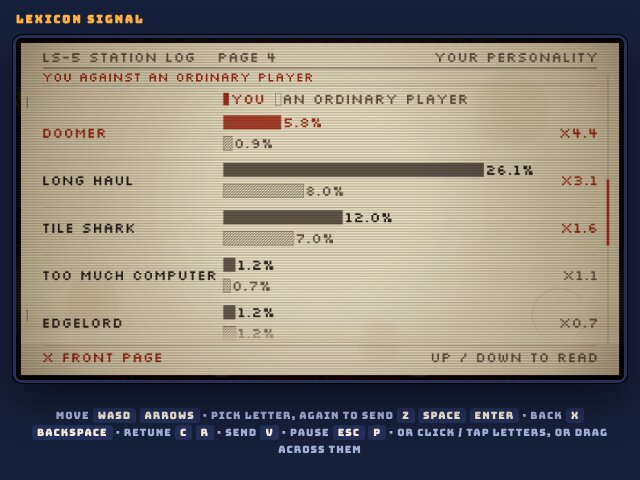 LEXICON SIGNAL
LS-5 STATION LOG PAGE 4 YOUR PERSONALITY
YOU AGAINST AN ORDINARY PLAYER
YOU AN ORDINARY PLAYER
DOOMER 5.8% 0.9% X4.4
LONG HAUL 26.1% 8.0% X3.1
TILE SHARK 12.0% 7.0% X1.6
TOO MUCH COMPUTER 1.2% 0.7% X1.1
EDGELORD 1.2% 1.2% X0.7
X FRONT PAGE UP / DOWN TO READ
MOVE WASD ARROWS · PICK LETTER, AGAIN TO SEND Z SPACE ENTER · BACK X
BACKSPACE · RETUNE C R · SEND V · PAUSE ESC P · OR CLICK / TAP LETTERS, OR DRAG
ACROSS THEM